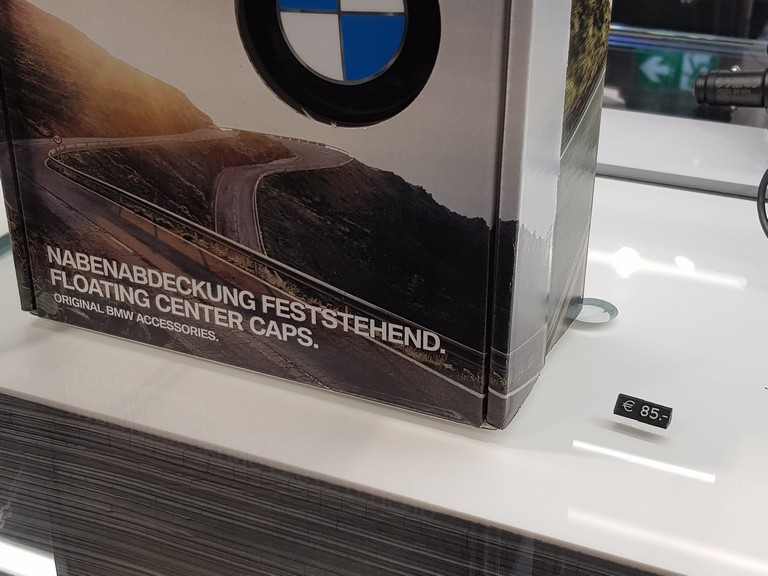 NABENABDECKUNG FESTSTEHEND.
FLOATING CENTER CAPS.
ORIGINAL BMW ACCESSORIES.
€ 85.-